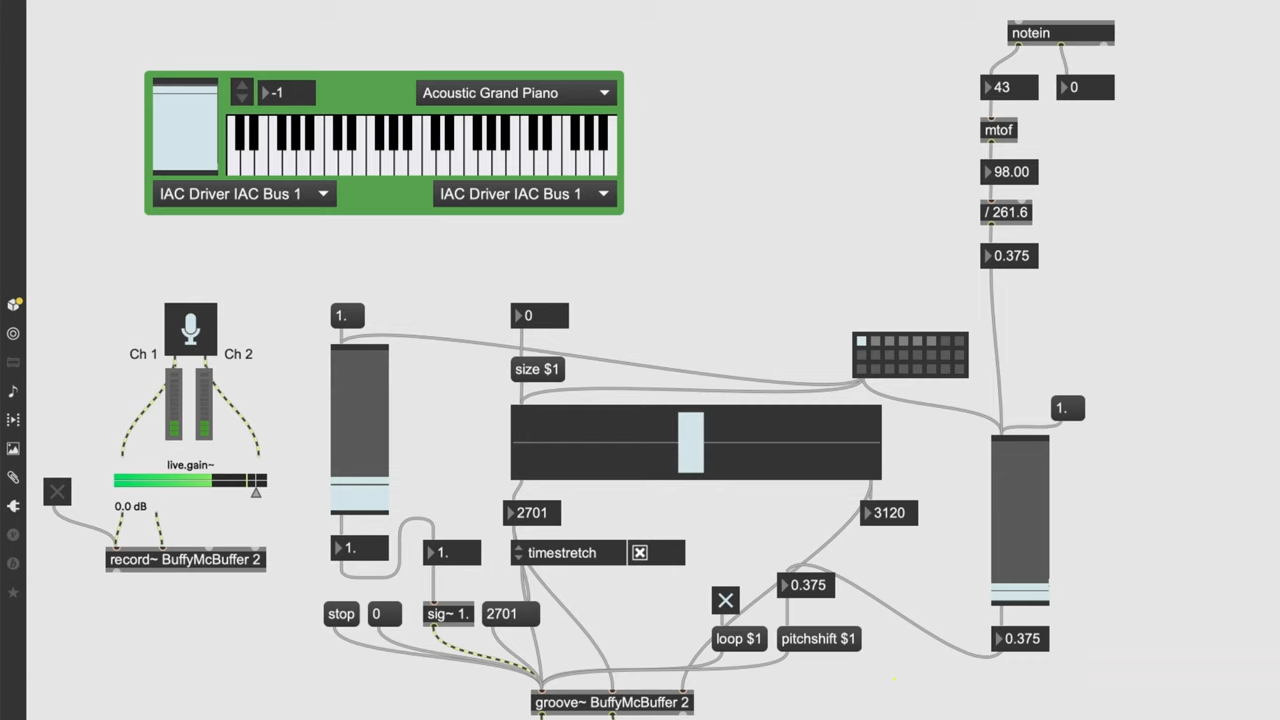 notein
43
0
-1
Acoustic Grand Piano
mtof
98.00
IAC Driver IAC Bus 1
IAC Driver IAC Bus 1
/ 261.6
0.375
1.
0
Ch 1
Ch 2
size $1
1.
live.gain~
0.0 dB
2701
3120
1.
1.
timestretch
record~ BuffyMcBuffer 2
0.375
stop
0
sig~ 1.
2701
loop $1
pitchshift $1
0.375
groove~ BuffyMcBuffer 2